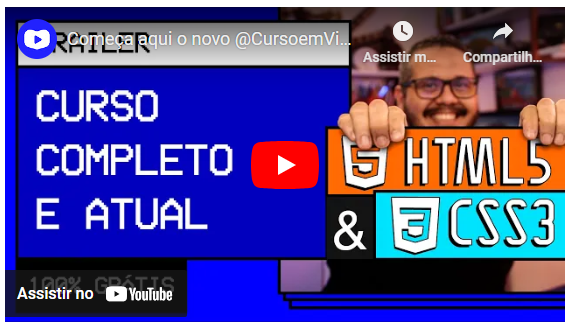 Começa aqui o novo @CursoemVi...
TRAILER
Assistir m...
Compartilh...
CURSO
COMPLETO
E ATUAL
HTML5
& CSS3
100% GRÁTIS
Assistir no YouTube